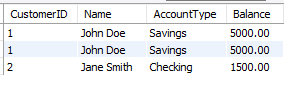 CustomerID Name AccountType Balance
1 John Doe Savings 5000.00
1 John Doe Savings 5000.00
2 Jane Smith Checking 1500.00